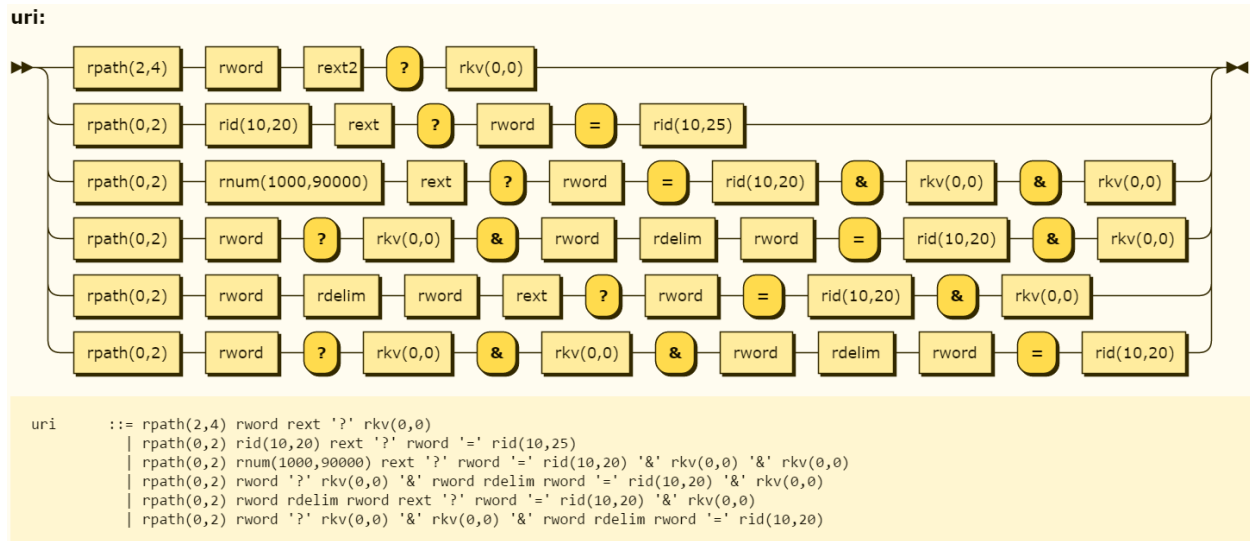 uri:
rpath(2,4) rword rext2 ? rkv(0,0)
rpath(0,2) rid(10,20) rext ? rword = rid(10,25)
rpath(0,2) rnum(1000,90000) rext ? rword = rid(10,20) & rkv(0,0) & rkv(0,0)
rpath(0,2) rword ? rkv(0,0) & rword rdelim rword = rid(10,20) & rkv(0,0)
rpath(0,2) rword rdelim rword rext ? rword = rid(10,20) & rkv(0,0)
rpath(0,2) rword ? rkv(0,0) & rkv(0,0) & rword rdelim rword = rid(10,20)
uri ::= rpath(2,4) rword rext '?' rkv(0,0)
| rpath(0,2) rid(10,20) rext '?' rword '=' rid(10,25)
| rpath(0,2) rnum(1000,90000) rext '?' rword '=' rid(10,20) '&' rkv(0,0) '&' rkv(0,0)
| rpath(0,2) rword '?' rkv(0,0) '&' rword rdelim rword '=' rid(10,20) '&' rkv(0,0)
| rpath(0,2) rword rdelim rword rext '?' rword '=' rid(10,20) '&' rkv(0,0)
| rpath(0,2) rword '?' rkv(0,0) '&' rkv(0,0) '&' rword rdelim rword '=' rid(10,20)